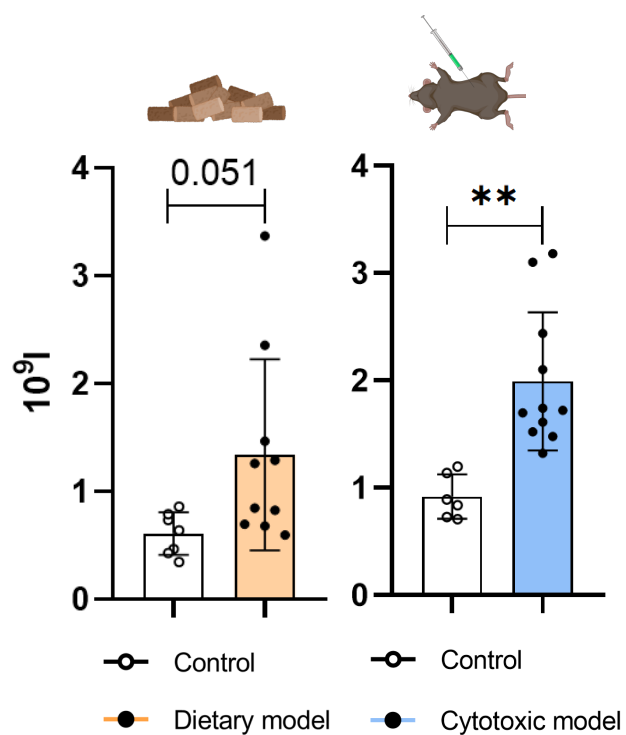 0.051
**
4
3
2
1
0
10⁹l
4
3
2
1
0
Control
Dietary model
Control
Cytotoxic model